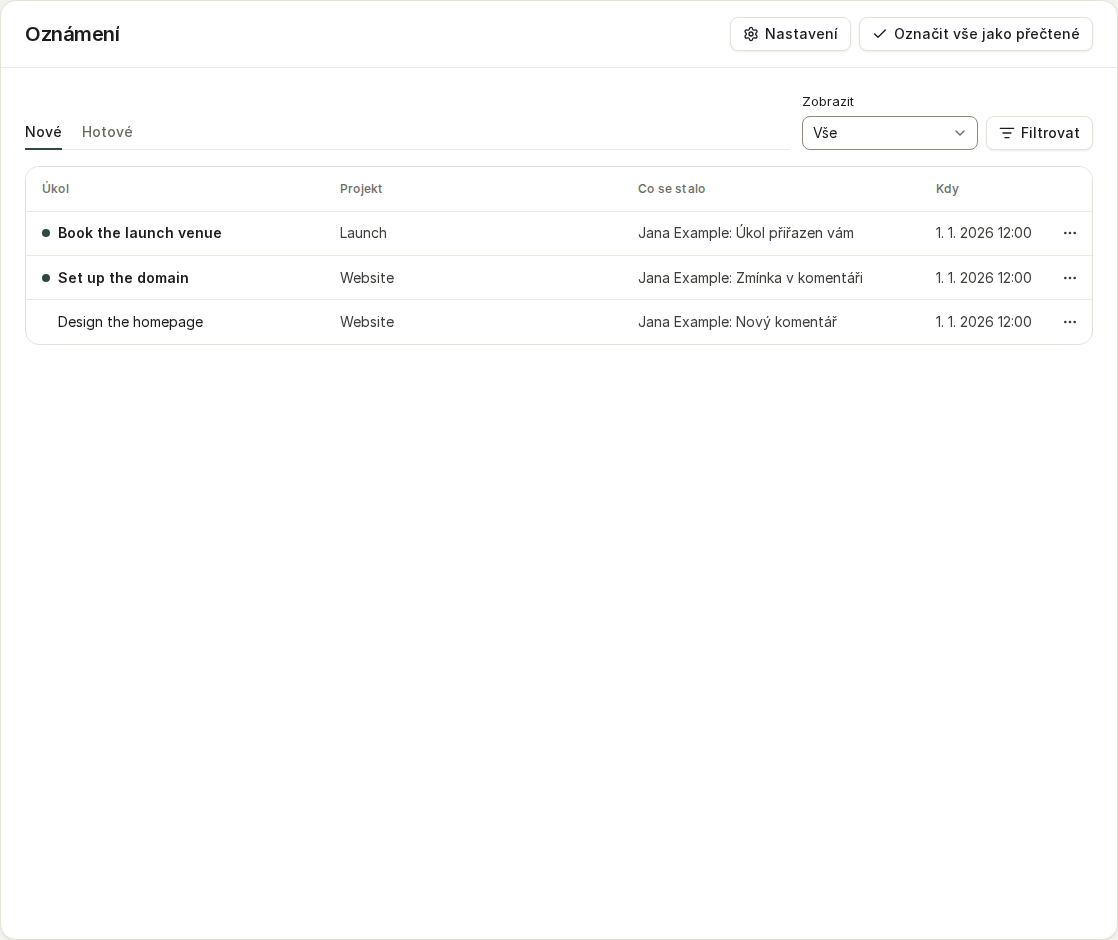 Oznámení
Nastavení
Označit vše jako přečtené
Zobrazit
Nové Hotové
Vše
Filtrovat
Úkol Projekt Co se stalo Kdy
Book the launch venue Launch Jana Example: Úkol přiřazen vám 1. 1. 2026 12:00
Set up the domain Website Jana Example: Zmínka v komentáři 1. 1. 2026 12:00
Design the homepage Website Jana Example: Nový komentář 1. 1. 2026 12:00